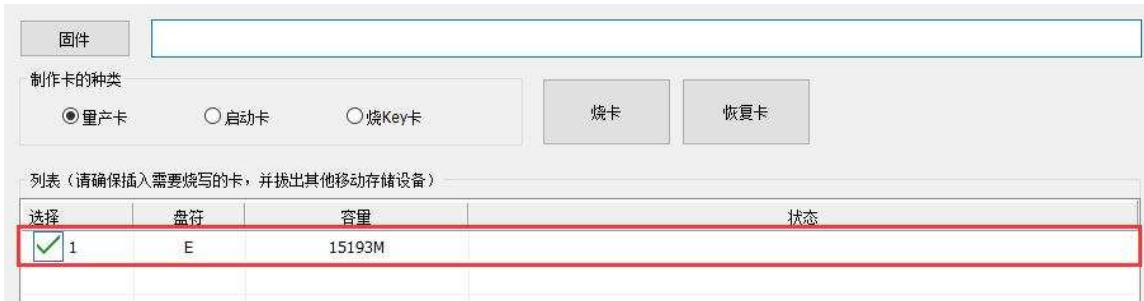 固件
制作卡的种类
量产卡 启动卡 烧Key卡 烧卡 恢复卡
列表（请确保插入需要烧写的卡，并拔出其他移动存储设备）
选择 盘符 容量 状态
1 E 15193M